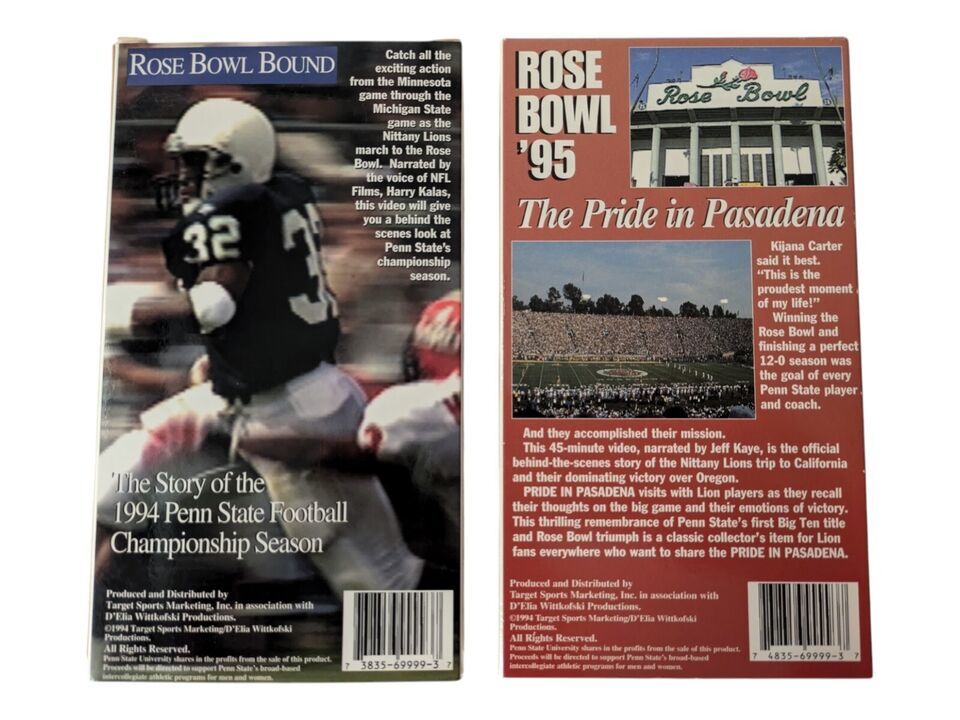 ROSE BOWL BOUND
Catch all the
exciting action
from the Minnesota
game through the
Michigan State
game as the
Nittany Lions
march to the Rose
Bowl. Narrated by
the voice of NFL
Films, Harry Kalas,
this video will give
you a behind the
scenes look at
Penn State's
championship
season.
32
32
The Story of the
1994 Penn State Football
Championship Season
Produced and Distributed by
Target Sports Marketing, Inc. in association with
D'Elia Wittkofski Productions.
©1994 Target Sports Marketing/D'Elia Wittkofski
Productions.
All Rights Reserved.
Penn State University shares in the profits from the sale of this product.
Proceeds will be directed to support Penn State's broad-based
intercollegiate athletic programs for men and women.
7 3835-69999-3 7
ROSE
BOWL
'95
Rose Bowl
The Pride in Pasadena
Kijana Carter
said it best.
"This is the
proudest moment
of my life!"
Winning the
Rose Bowl and
finishing a perfect
12-0 season was
the goal of every
Penn State player
and coach.
And they accomplished their mission.
This 45-minute video, narrated by Jeff Kaye, is the official
behind-the-scenes story of the Nittany Lions trip to California
and their dominating victory over Oregon.
PRIDE IN PASADENA visits with Lion players as they recall
their thoughts on the big game and their emotions of victory.
This thrilling remembrance of Penn State's first Big Ten title
and Rose Bowl triumph is a classic collector's item for Lion
fans everywhere who want to share the PRIDE IN PASADENA.
Produced and Distributed by
Target Sports Marketing, Inc. in association with
D'Elia Wittkofski Productions.
©1994 Target Sports Marketing/D'Elia Wittkofski
Productions.
All Rights Reserved.
Penn State University shares in the profits from the sale of this product.
Proceeds will be directed to support Penn State's broad-based
intercollegiate athletic programs for men and women.
7 4835-69999-3 7